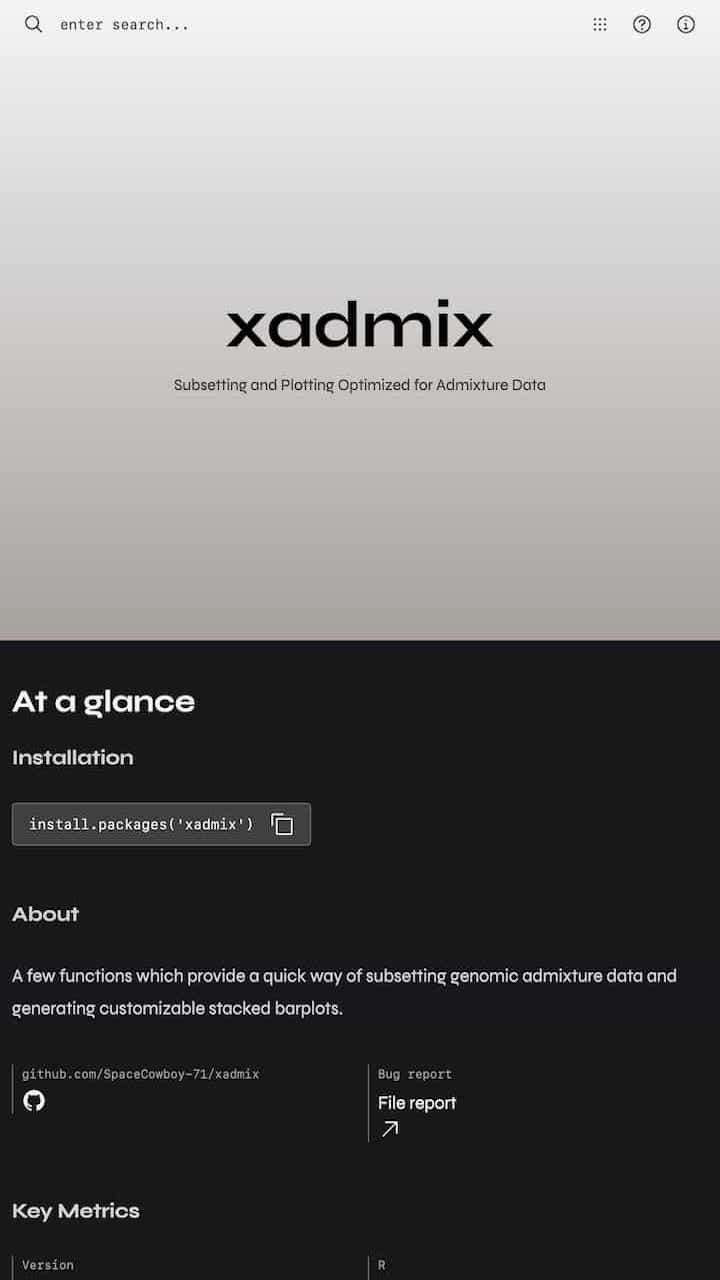 enter search...
xadmix
Subsetting and Plotting Optimized for Admixture Data
At a glance
Installation
install.packages('xadmix')
About
A few functions which provide a quick way of subsetting genomic admixture data and
generating customizable stacked barplots.
github.com/SpaceCowboy-71/xadmix
Bug report
File report
Key Metrics
Version
R